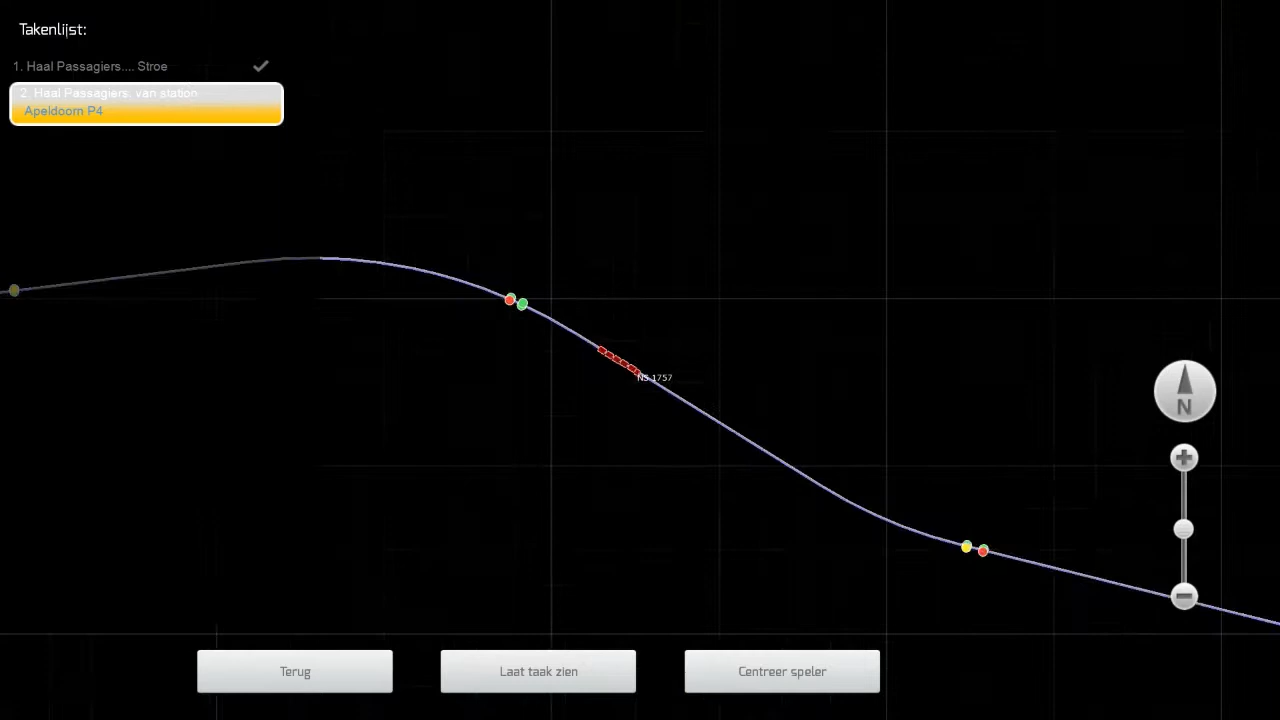 Takenlijst:
1. Haal Passagiers.... Stroe
2. Haal Passagiers. van station
Apeldoorn P4
NS 1757
N
Terug
Laat taak zien
Centreer speler